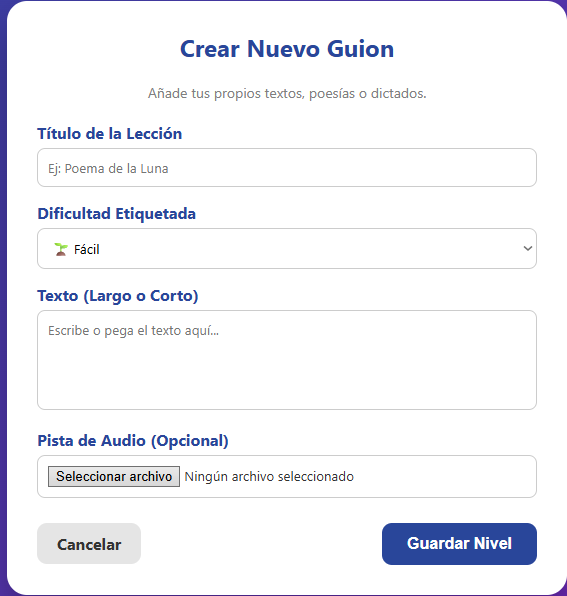 Crear Nuevo Guion
Añade tus propios textos, poesías o dictados.
Título de la Lección
Ej: Poema de la Luna
Dificultad Etiquetada
Fácil
Texto (Largo o Corto)
Escribe o pega el texto aquí...
Pista de Audio (Opcional)
Seleccionar archivo Ningún archivo seleccionado
Cancelar Guardar Nivel